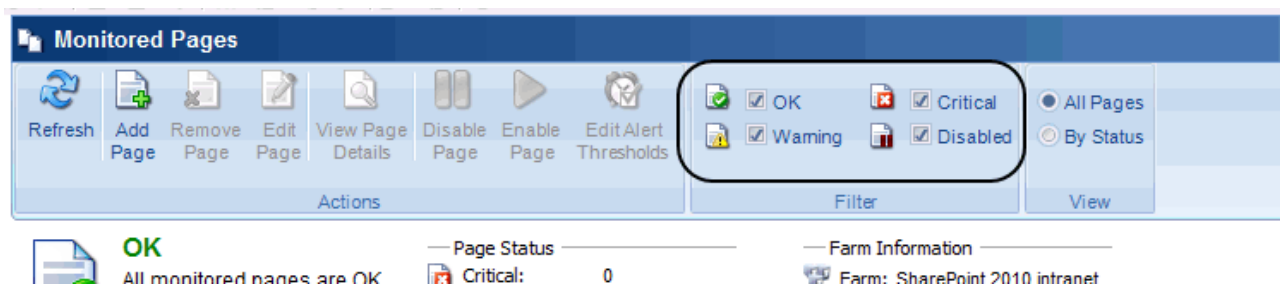 Monitored Pages
Refresh Add Page Remove Page Edit Page View Page Details Disable Page Enable Page Edit Alert Thresholds
OK Critical
Warning Disabled
All Pages
By Status
Actions Filter View
OK
All monitored pages are OK
Page Status
Critical: 0
Farm Information
Farm: SharePoint 2010 intranet